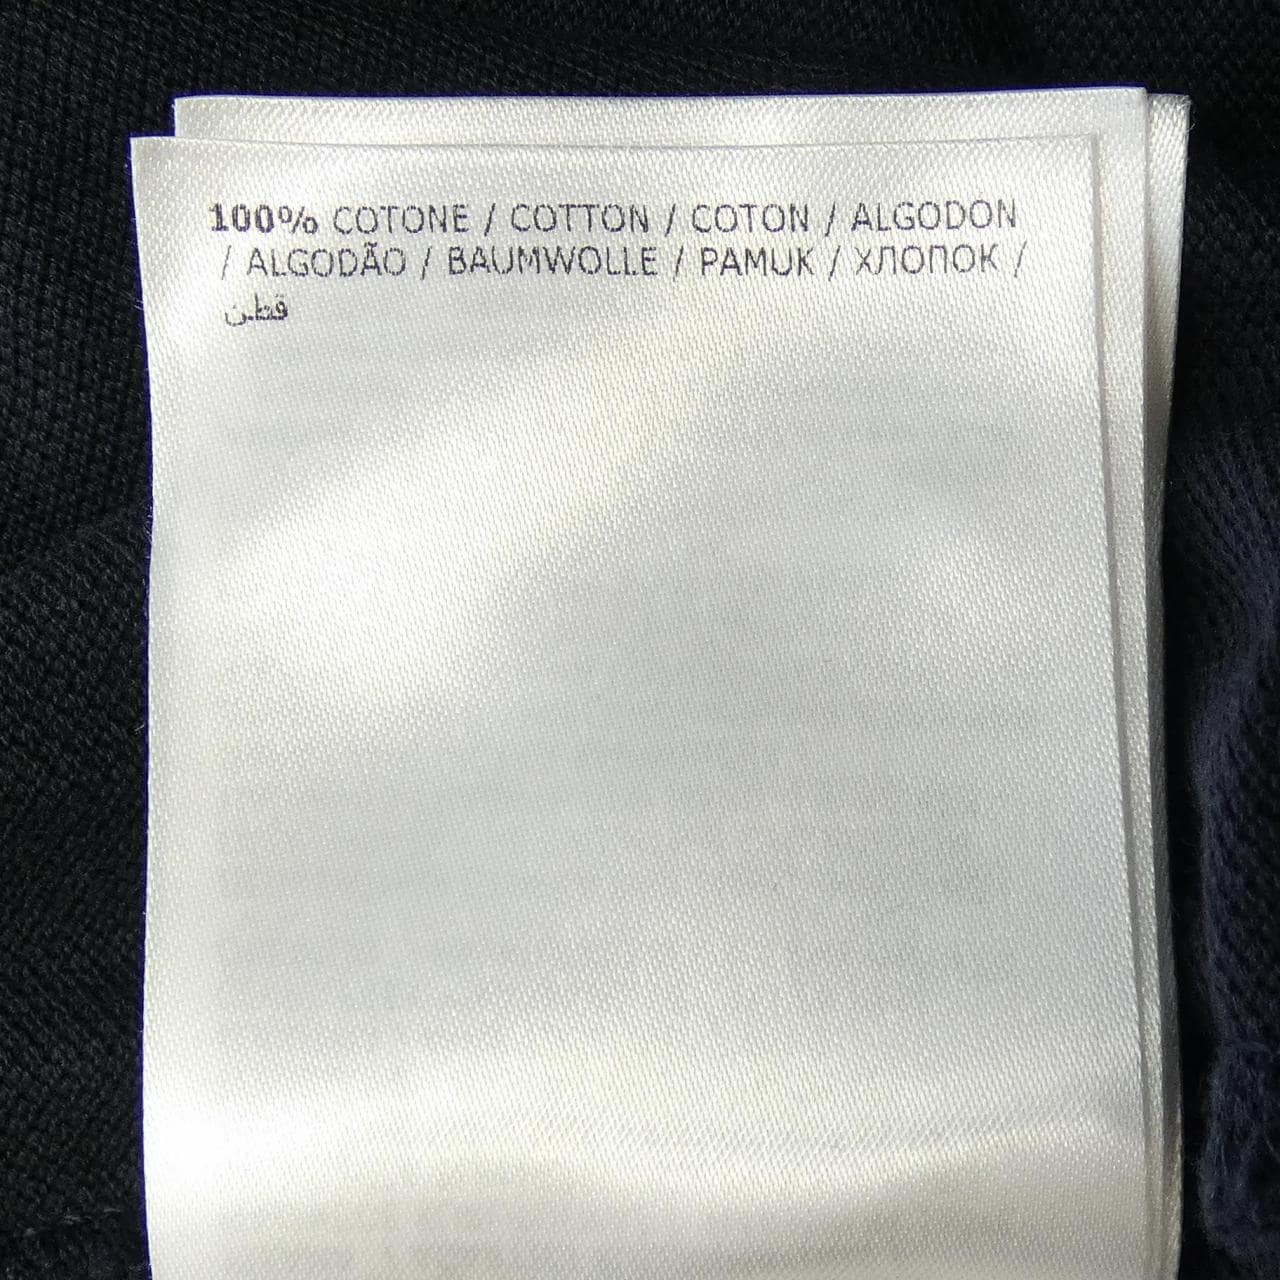 100% COTONE / COTTON / COTON / ALGODON
/ ALGODÃO / BAUMWOLLE / PAMUK / ХЛОПОК /
قطن